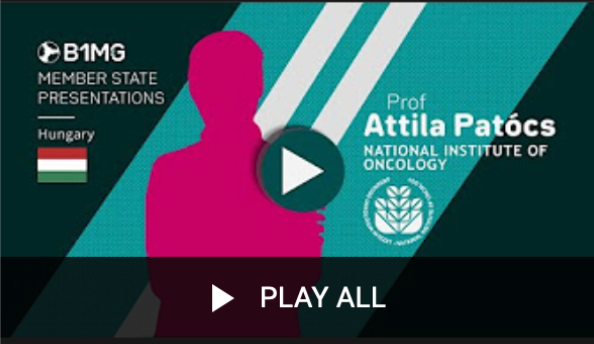 B1MG
MEMBER STATE
PRESENTATIONS
Hungary
Prof
Attila Patócs
NATIONAL INSTITUTE OF
ONCOLOGY
PLAY ALL